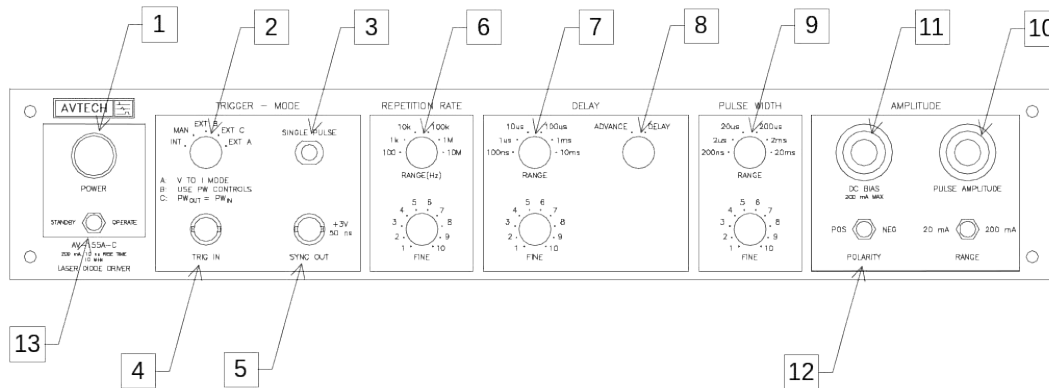 1
2
3
6
7
8
9
11
10
AVTECH
TRIGGER - MODE
REPETITION RATE
DELAY
PULSE WIDTH
AMPLITUDE
INT
MAN
EXT B
EXT C
EXT A
SINGLE PULSE
100
1k
10k
100k
1M
10M
RANGE(Hz)
100ns
1us
10us
100us
1ms
10ms
RANGE
ADVANCE
DELAY
200ns
2us
20us
200us
2ms
20ms
RANGE
POWER
A: V TO I MODE
B: USE PW CONTROLS
C: PWOUT = PWIN
DC BIAS
200 mA MAX
PULSE AMPLITUDE
STANDBY
OPERATE
TRIG IN
+3V
50 ns
SYNC OUT
1 2 3 4 5 6 7 8 9 10
FINE
1 2 3 4 5 6 7 8 9 10
FINE
1 2 3 4 5 6 7 8 9 10
FINE
POS
NEG
POLARITY
20 mA
200 mA
RANGE
LASER DIODE DRIVER
13
4
5
12